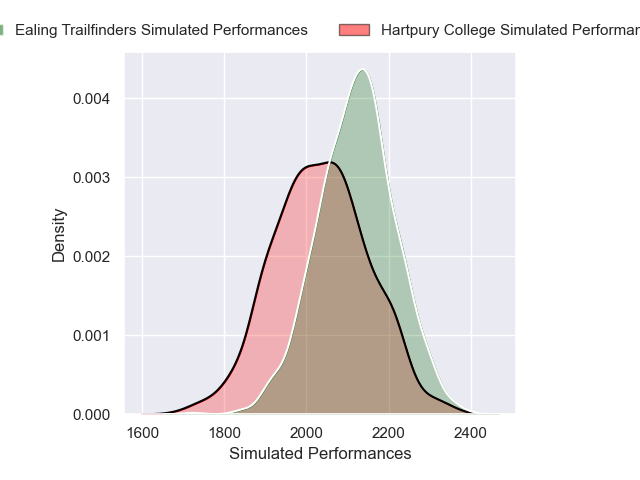 Ealing Trailfinders Simulated Performances
Hartpury College Simulated Performar
0.004
0.003
0.002
0.001
0.000
Density
1600 1800 2000 2200 2400
Simulated Performances